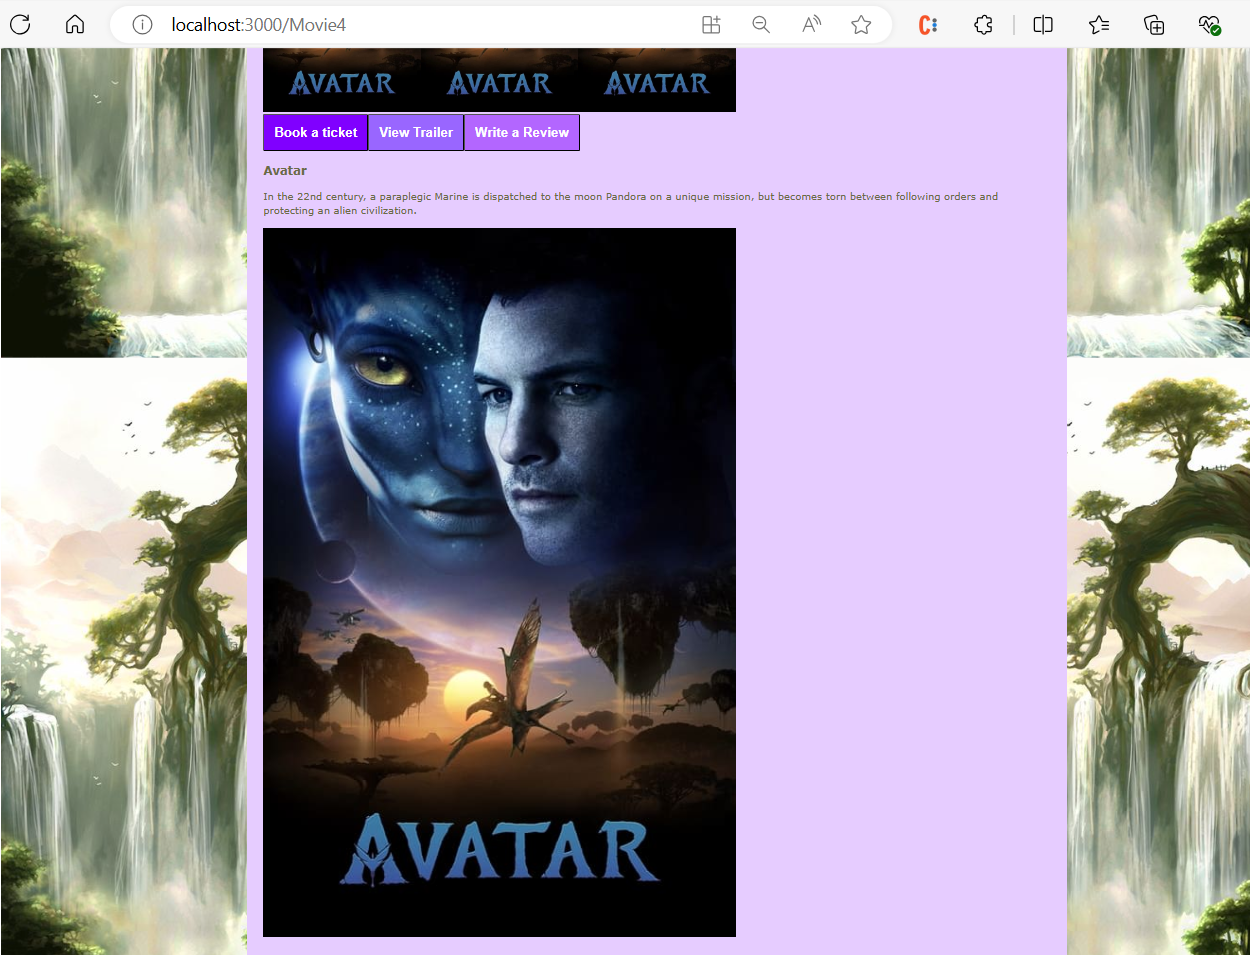 localhost:3000/Movie4
AVATAR AVATAR AVATAR
Book a ticket View Trailer Write a Review
Avatar
In the 22nd century, a paraplegic Marine is dispatched to the moon Pandora on a unique mission, but becomes torn between following orders and
protecting an alien civilization.
AVATAR